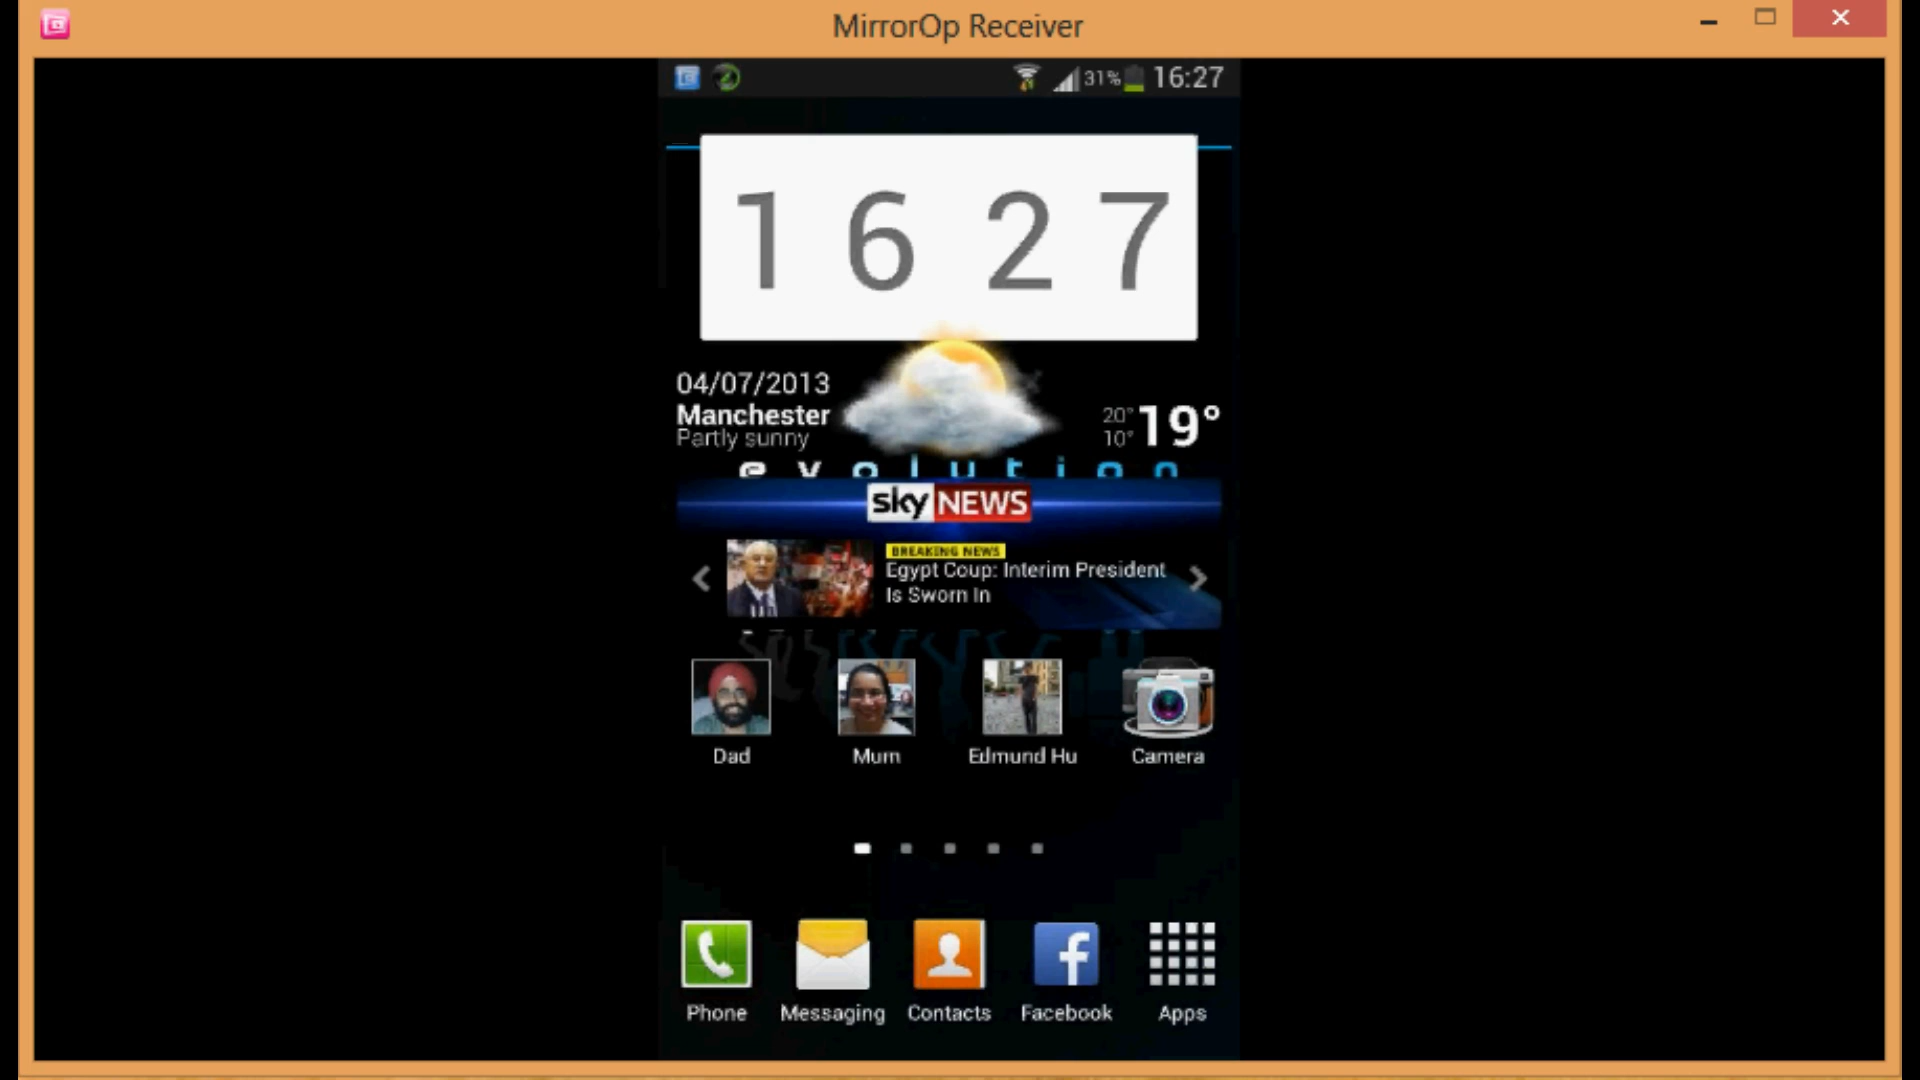 MirrorOp Receiver
31% 16:27
1 6 2 7
04/07/2013
Manchester
Partly sunny
20°
10°
19°
evolution
sky NEWS
BREAKING NEWS
Egypt Coup: Interim President
Is Sworn In
Dad Mum Edmund Hu Camera
Phone Messaging Contacts Facebook Apps